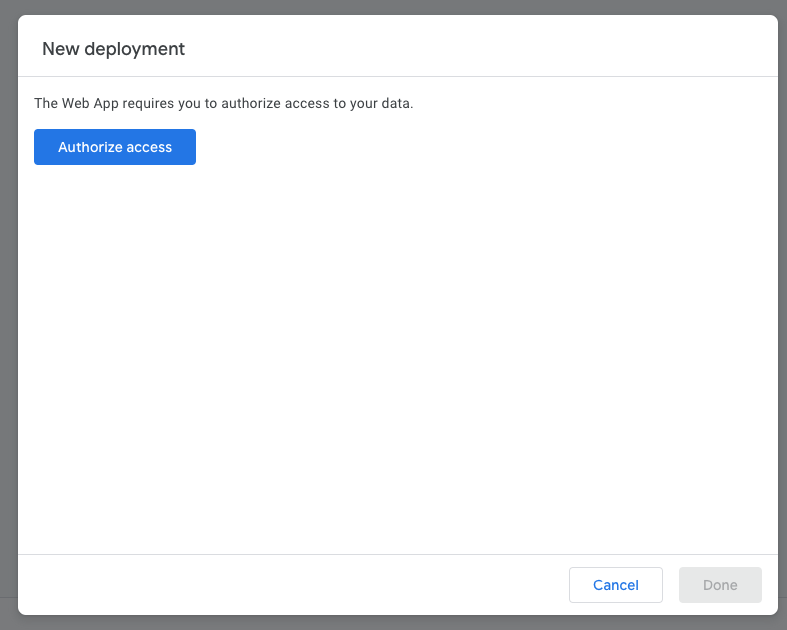 New deployment
The Web App requires you to authorize access to your data.
Authorize access
Cancel
Done